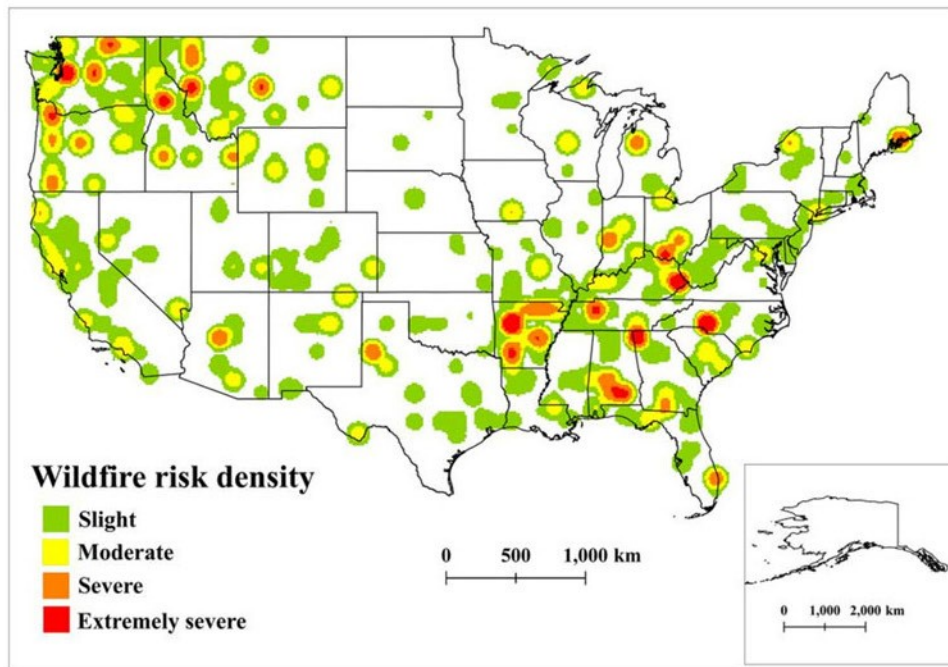 Wildfire risk density
Slight
Moderate
Severe
Extremely severe
0 500 1,000 km
0 1,000 2,000 km